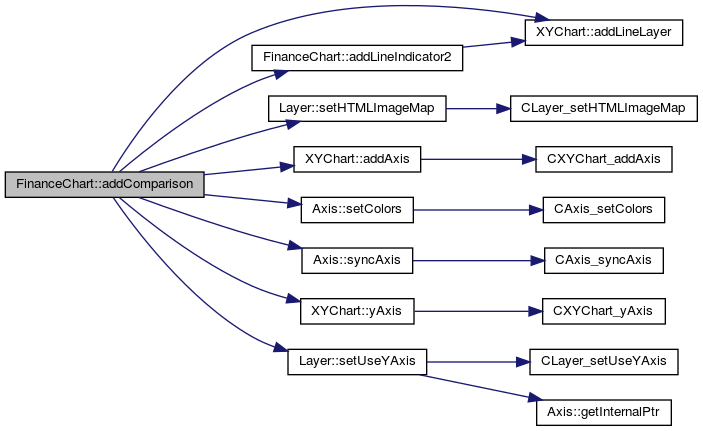 XYChart::addLineLayer
FinanceChart::addLineIndicator2
Layer::setHTMLImageMap
CLayer_setHTMLImageMap
XYChart::addAxis
CXYChart_addAxis
FinanceChart::addComparison
Axis::setColors
CAxis_setColors
Axis::syncAxis
CAxis_syncAxis
XYChart::yAxis
CXYChart_yAxis
Layer::setUseYAxis
CLayer_setUseYAxis
Axis::getInternalPtr